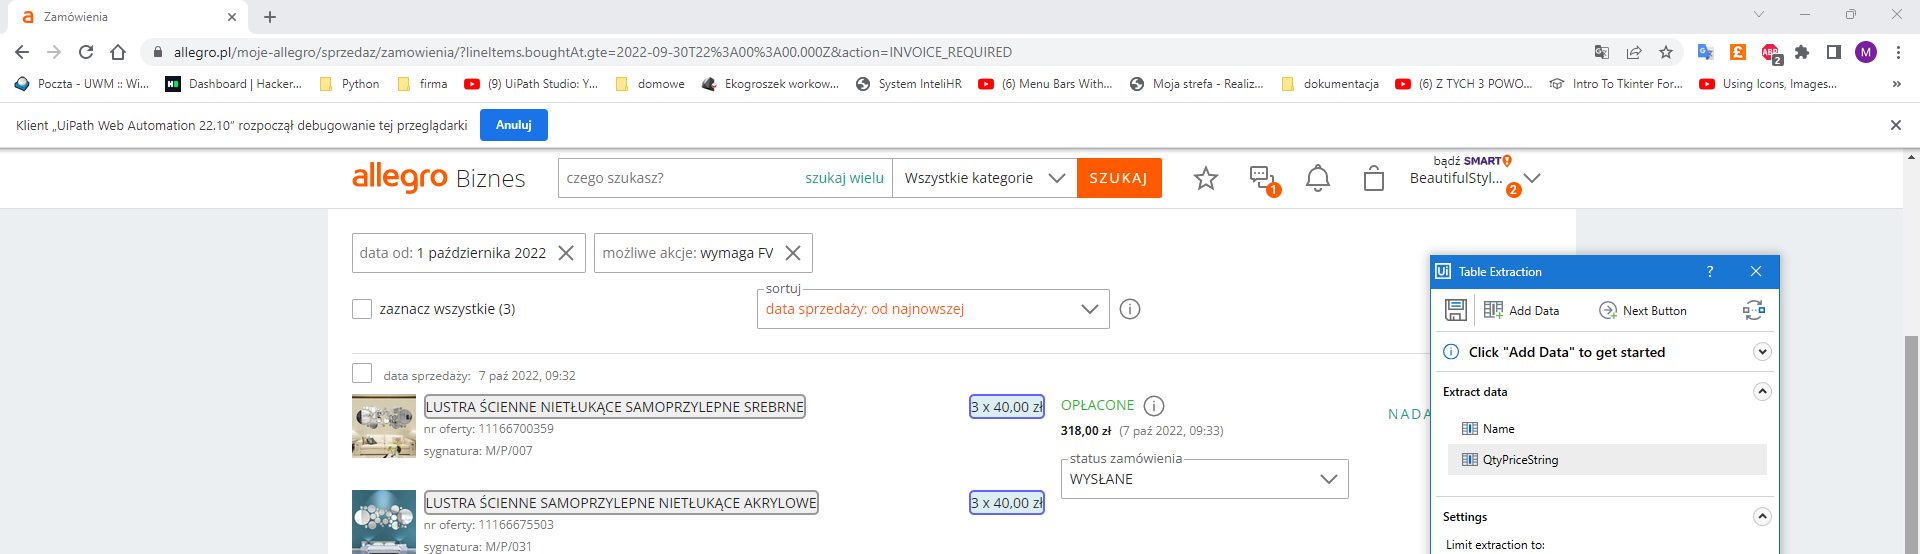 Zamówienia
allegro.pl/moje-allegro/sprzedaz/zamowienia/?lineItems.boughtAt.gte=2022-09-30T22%3A00%3A00.000Z&action=INVOICE_REQUIRED
ABP 2 M
Poczta - UWM :: Wi... Dashboard | Hacker... Python firma (9) UiPath Studio: Y... domowe Ekogroszek workow... System InteliHR (6) Menu Bars With... Moja strefa - Realiz... dokumentacja (6) Z TYCH 3 POWO... Intro To Tkinter For... Using Icons, Images... »
Klient „UiPath Web Automation 22.10” rozpoczął debugowanie tej przeglądarki Anuluj
allegro Biznes czego szukasz? szukaj wielu Wszystkie kategorie SZUKAJ 1 bądź SMART!
BeautifulStyl... 2
data od: 1 października 2022 możliwe akcje: wymaga FV
zaznacz wszystkie (3)
sortuj
data sprzedaży: od najnowszej
data sprzedaży: 7 paź 2022, 09:32
LUSTRA ŚCIENNE NIETŁUKĄCE SAMOPRZYLEPNE SREBRNE 3 x 40,00 zł OPŁACONE NADA
nr oferty: 11166700359 318,00 zł (7 paź 2022, 09:33)
sygnatura: M/P/007
status zamówienia
WYSŁANE
LUSTRA ŚCIENNE SAMOPRZYLEPNE NIETŁUKĄCE AKRYLOWE 3 x 40,00 zł
nr oferty: 11166675503
sygnatura: M/P/031
Ui Table Extraction ?
Add Data Next Button
Click "Add Data" to get started
Extract data
Name
QtyPriceString
Settings
Limit extraction to: